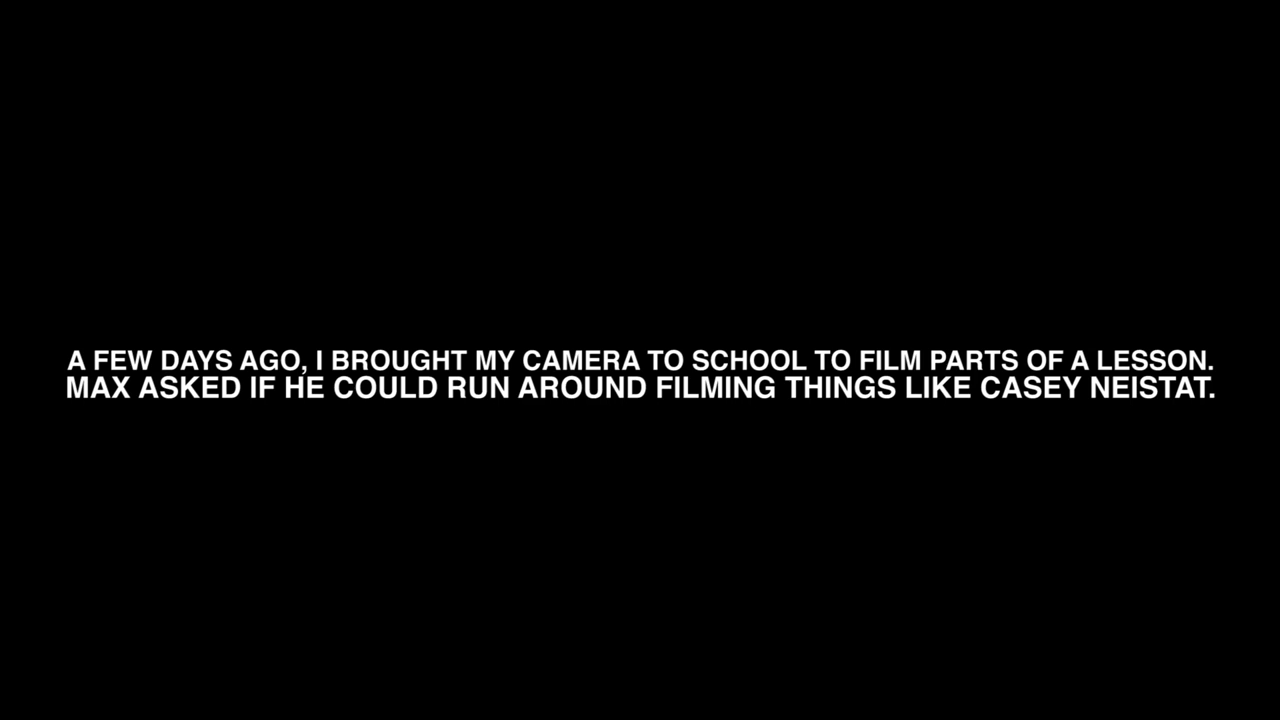 A FEW DAYS AGO, I BROUGHT MY CAMERA TO SCHOOL TO FILM PARTS OF A LESSON.
MAX ASKED IF HE COULD RUN AROUND FILMING THINGS LIKE CASEY NEISTAT.